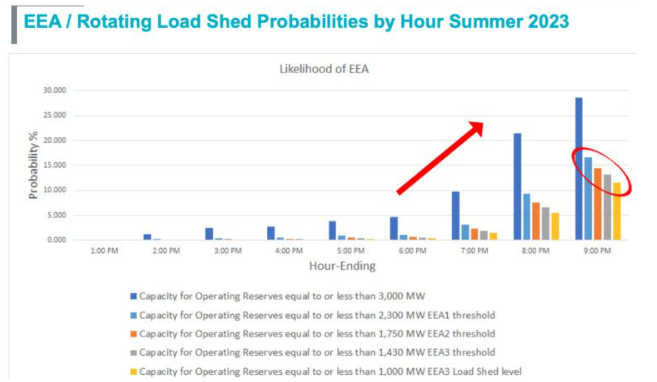 EEA / Rotating Load Shed Probabilities by Hour Summer 2023
Likelihood of EEA
30.000
25.000
20.000
15.000
10.000
5.000
0.000
Probability %
1:00 PM 2:00 PM 3:00 PM 4:00 PM 5:00 PM 6:00 PM 7:00 PM 8:00 PM 9:00 PM
Hour-Ending
Capacity for Operating Reserves equal to or less than 3,000 MW
Capacity for Operating Reserves equal to or less than 2,300 MW EEA1 threshold
Capacity for Operating Reserves equal to or less than 1,750 MW EEA2 threshold
Capacity for Operating Reserves equal to or less than 1,430 MW EEA3 threshold
Capacity for Operating Reserves equal to or less than 1,000 MW EEA3 Load Shed level